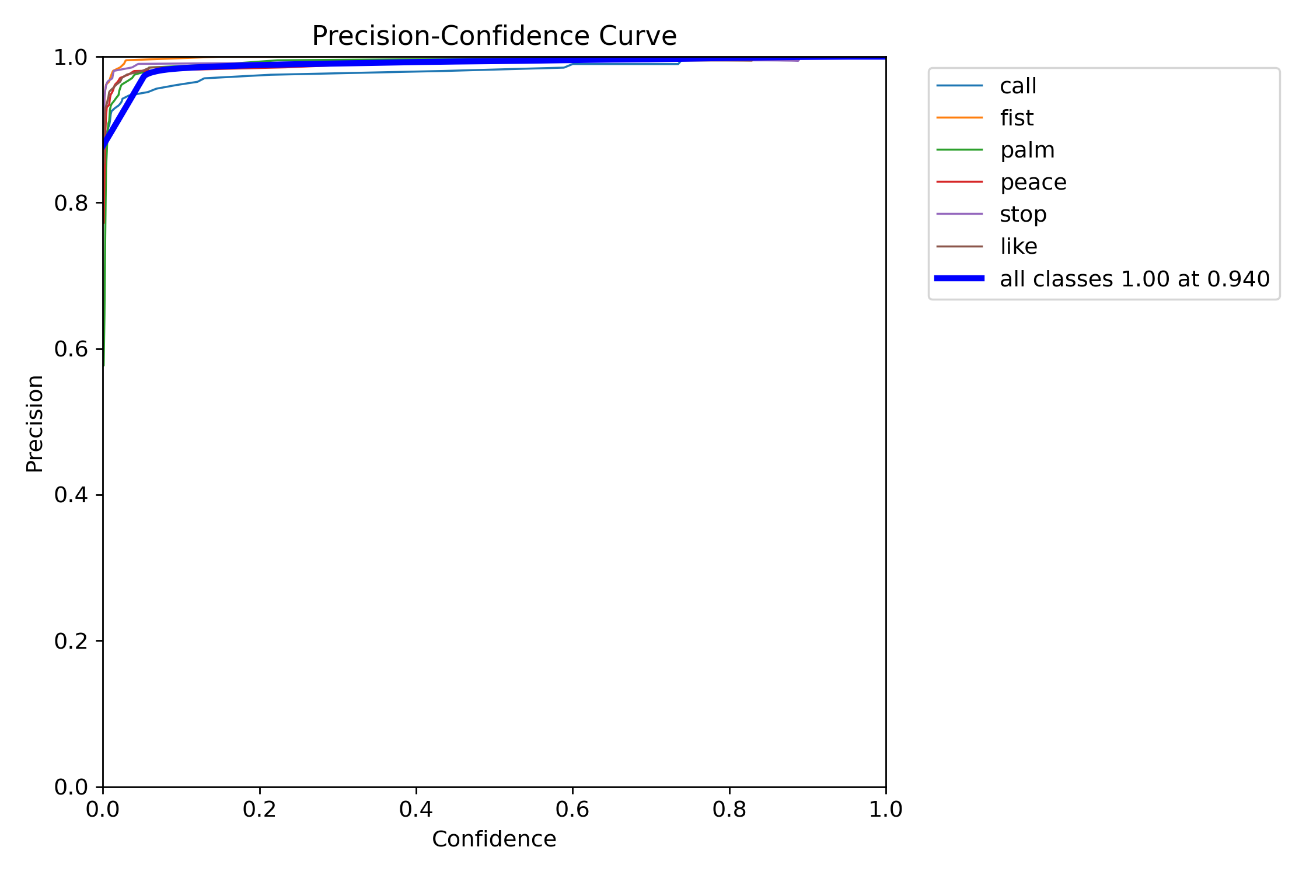 Precision-Confidence Curve
1.0
0.8
0.6
0.4
0.2
0.0
Precision
0.0 0.2 0.4 0.6 0.8 1.0
Confidence
call
fist
palm
peace
stop
like
all classes 1.00 at 0.940